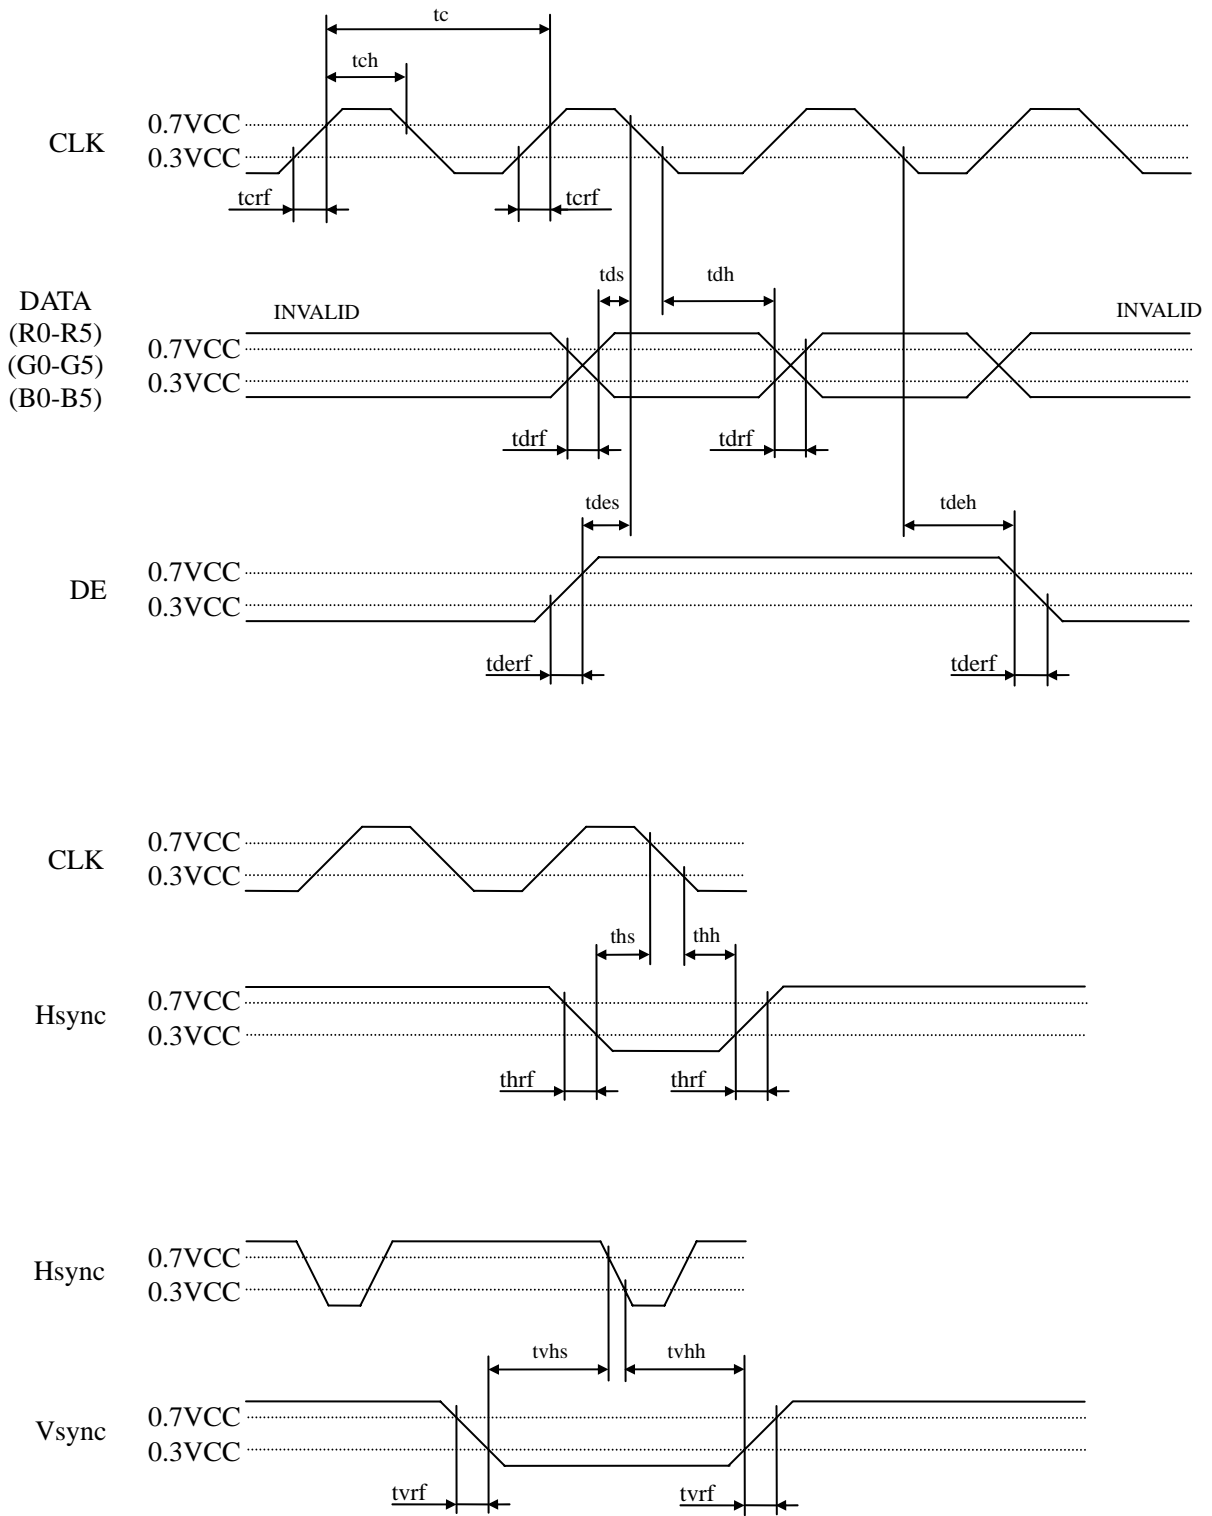 tc
tch
0.7VCC
CLK
0.3VCC
tcrf tcrf
tds tdh
DATA
(R0-R5)
(G0-G5)
(B0-B5)
INVALID INVALID
0.7VCC
0.3VCC
tdrf tdrf
tdes tdeh
0.7VCC
DE
0.3VCC
tderf tderf
0.7VCC
CLK
0.3VCC
ths thh
0.7VCC
Hsync
0.3VCC
thrf thrf
0.7VCC
Hsync
0.3VCC
tvhs tvhh
0.7VCC
Vsync
0.3VCC
tvrf tvrf